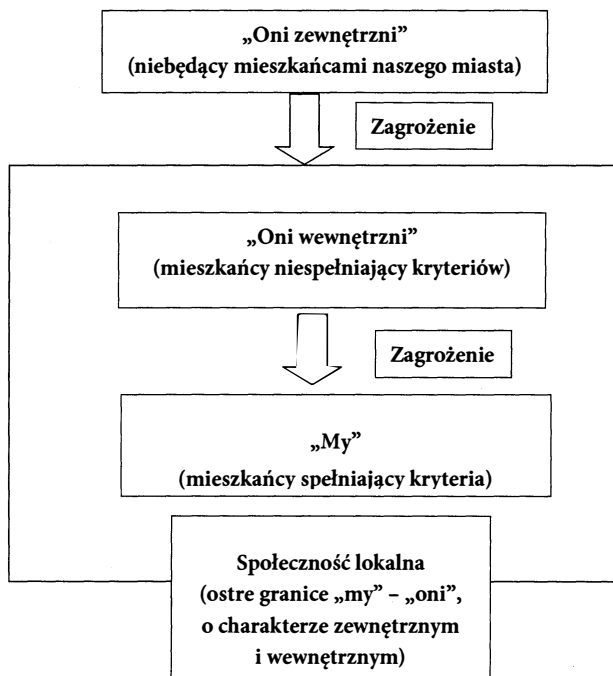 „Oni zewnętrzni”
(niebędący mieszkańcami naszego miasta)
Zagrożenie
„Oni wewnętrzni”
(mieszkańcy niespełniający kryteriów)
Zagrożenie
„My”
(mieszkańcy spełniający kryteria)
Społeczność lokalna
(ostre granice „my” – „oni”,
o charakterze zewnętrznym
i wewnętrznym)